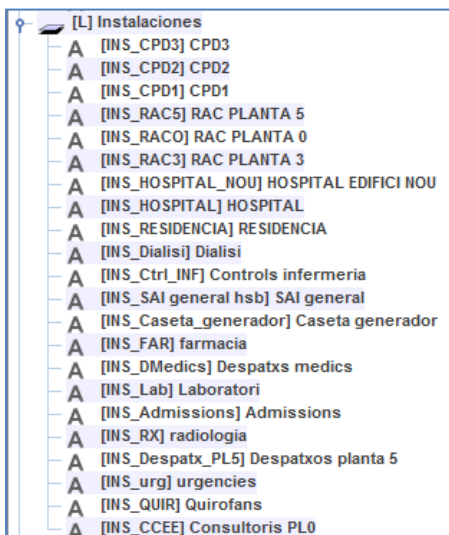 [L] Instalaciones
A [INS_CPD3] CPD3
A [INS_CPD2] CPD2
A [INS_CPD1] CPD1
A [INS_RAC5] RAC PLANTA 5
A [INS_RACO] RAC PLANTA 0
A [INS_RAC3] RAC PLANTA 3
A [INS_HOSPITAL_NOU] HOSPITAL EDIFICI NOU
A [INS_HOSPITAL] HOSPITAL
A [INS_RESIDENCIA] RESIDENCIA
A [INS_Dialisi] Dialisi
A [INS_Ctrl_INF] Controls infermeria
A [INS_SAI general hsb] SAI general
A [INS_Caseta_generador] Caseta generador
A [INS_FAR] farmacia
A [INS_DMedics] Despatxs medics
A [INS_Lab] Laboratori
A [INS_Admissions] Admissions
A [INS_RX] radiologia
A [INS_Despatx_PL5] Despatxos planta 5
A [INS_urg] urgencies
A [INS_QUIR] Quirofans
A [INS_CCEE] Consultoris PL0